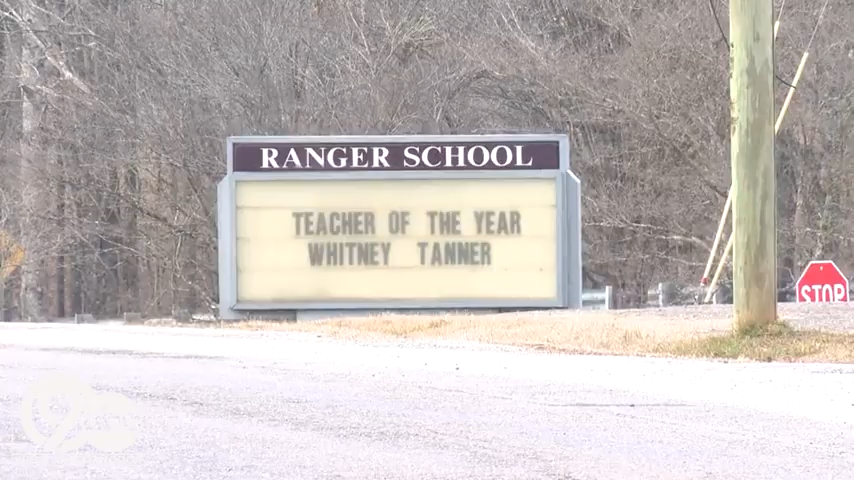 RANGER SCHOOL
TEACHER OF THE YEAR
WHITNEY TANNER
STOP